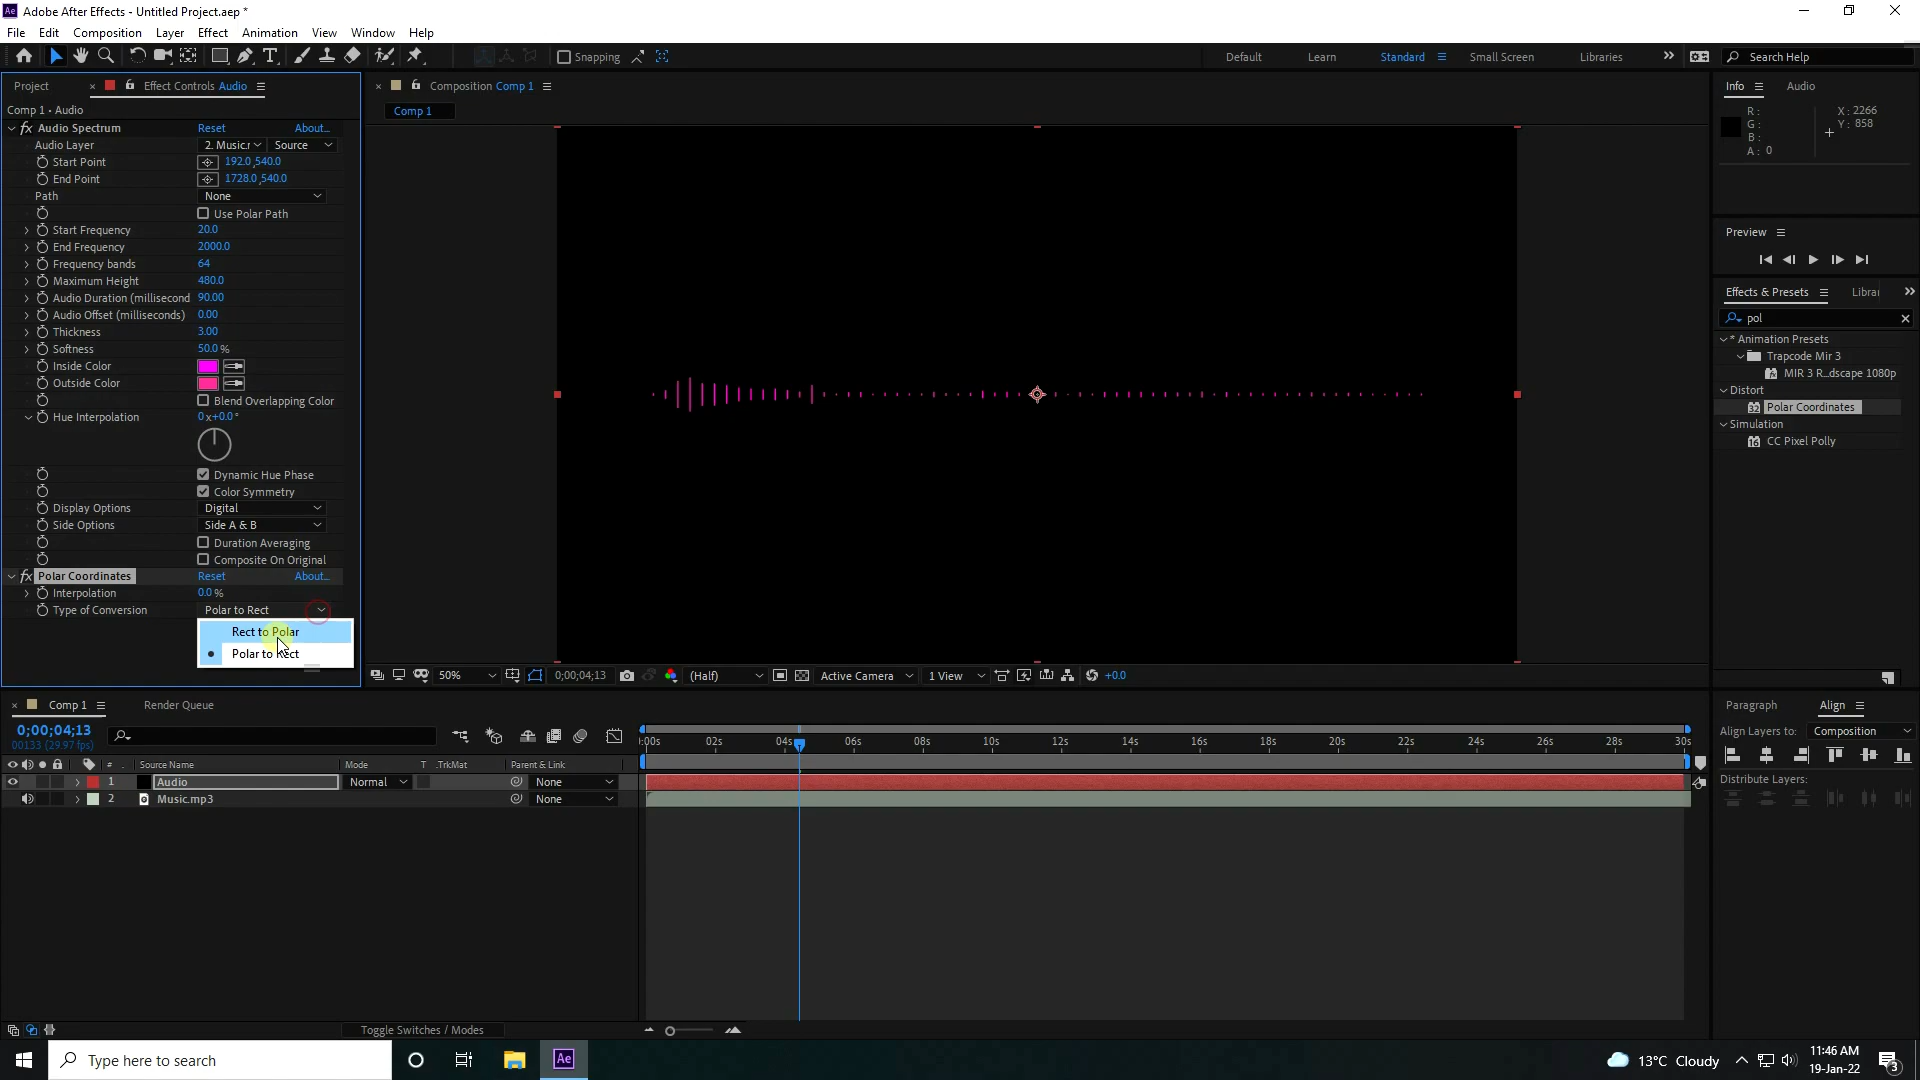 Adobe After Effects - Untitled Project.aep *
File Edit Composition Layer Effect Animation View Window Help
Snapping
Default Learn Standard Small Screen Libraries
Search Help
Project
Effect Controls Audio
Comp 1 • Audio
Audio Spectrum Reset About...
Audio Layer 2. Music.r Source
Start Point 192.0, 540.0
End Point 1728.0, 540.0
Path None
Use Polar Path
Start Frequency 20.0
End Frequency 2000.0
Frequency bands 64
Maximum Height 480.0
Audio Duration (millisecond 90.00
Audio Offset (milliseconds) 0.00
Thickness 3.00
Softness 50.0 %
Inside Color
Outside Color
Blend Overlapping Color
Hue Interpolation 0x+0.0°
Dynamic Hue Phase
Color Symmetry
Display Options Digital
Side Options Side A & B
Duration Averaging
Composite On Original
Polar Coordinates Reset About...
Interpolation 0.0 %
Type of Conversion Polar to Rect
Rect to Polar
Polar to Rect
Composition Comp 1
Comp 1
50% 0;00;04;13 (Half) Active Camera 1 View +0.0
Info Audio
R: X: 2266
G: Y: 858
B:
A: 0
Preview
Effects & Presets Librar
pol
* Animation Presets
Trapcode Mir 3
MIR 3 R...dscape 1080p
Distort
32 Polar Coordinates
Simulation
16 CC Pixel Polly
Comp 1 Render Queue
0;00;04;13
00133 (29.97 fps)
# Source Name Mode T .TrkMat Parent & Link
1 Audio Normal None
2 Music.mp3 None
):00s 02s 04s 06s 08s 10s 12s 14s 16s 18s 20s 22s 24s 26s 28s 30s
Toggle Switches / Modes
Paragraph Align
Align Layers to: Composition
Distribute Layers:
Type here to search
Ae
13°C Cloudy
11:46 AM
19-Jan-22
3